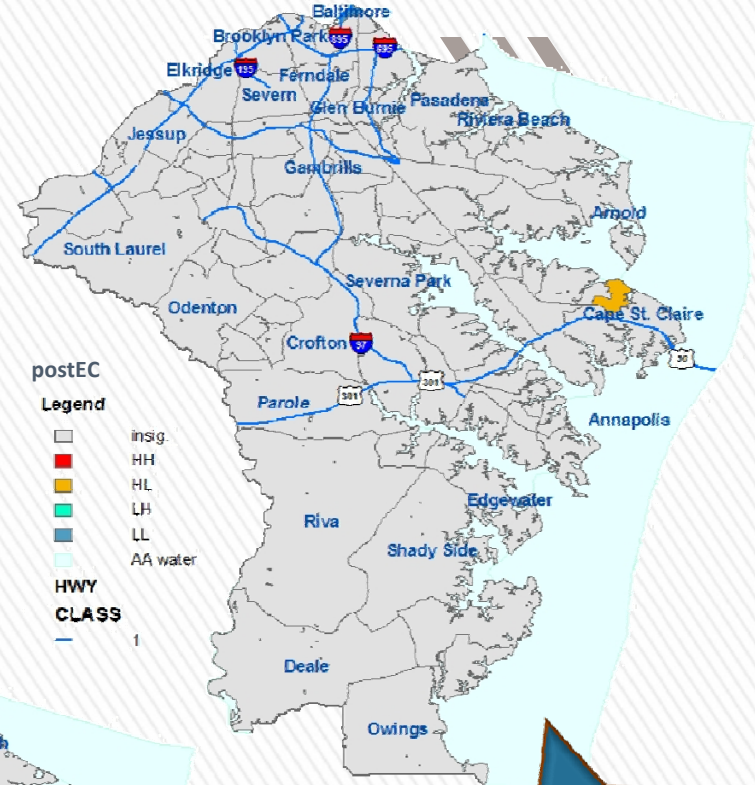 Baltimore
Brooklyn Park
895
695
Elkridge
195
Ferndale
Severn
Glen Burnie
Pasadena
Riviera Beach
Jessup
Gambrills
Arnold
South Laurel
Severna Park
Odenton
Cape St. Claire
Crofton
97
50
postEC
301
301
Legend
Parole
Annapolis
insig.
HH
HL
LH
LL
AA water
Edgewater
Riva
Shady Side
HWY
CLASS
1
Deale
Owings